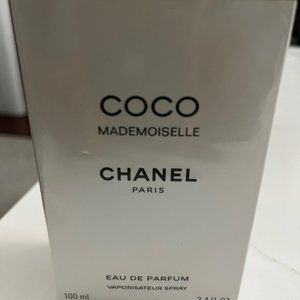 COCO
MADEMOISELLE
CHANEL
PARIS
EAU DE PARFUM
VAPORISATEUR SPRAY
100 ml